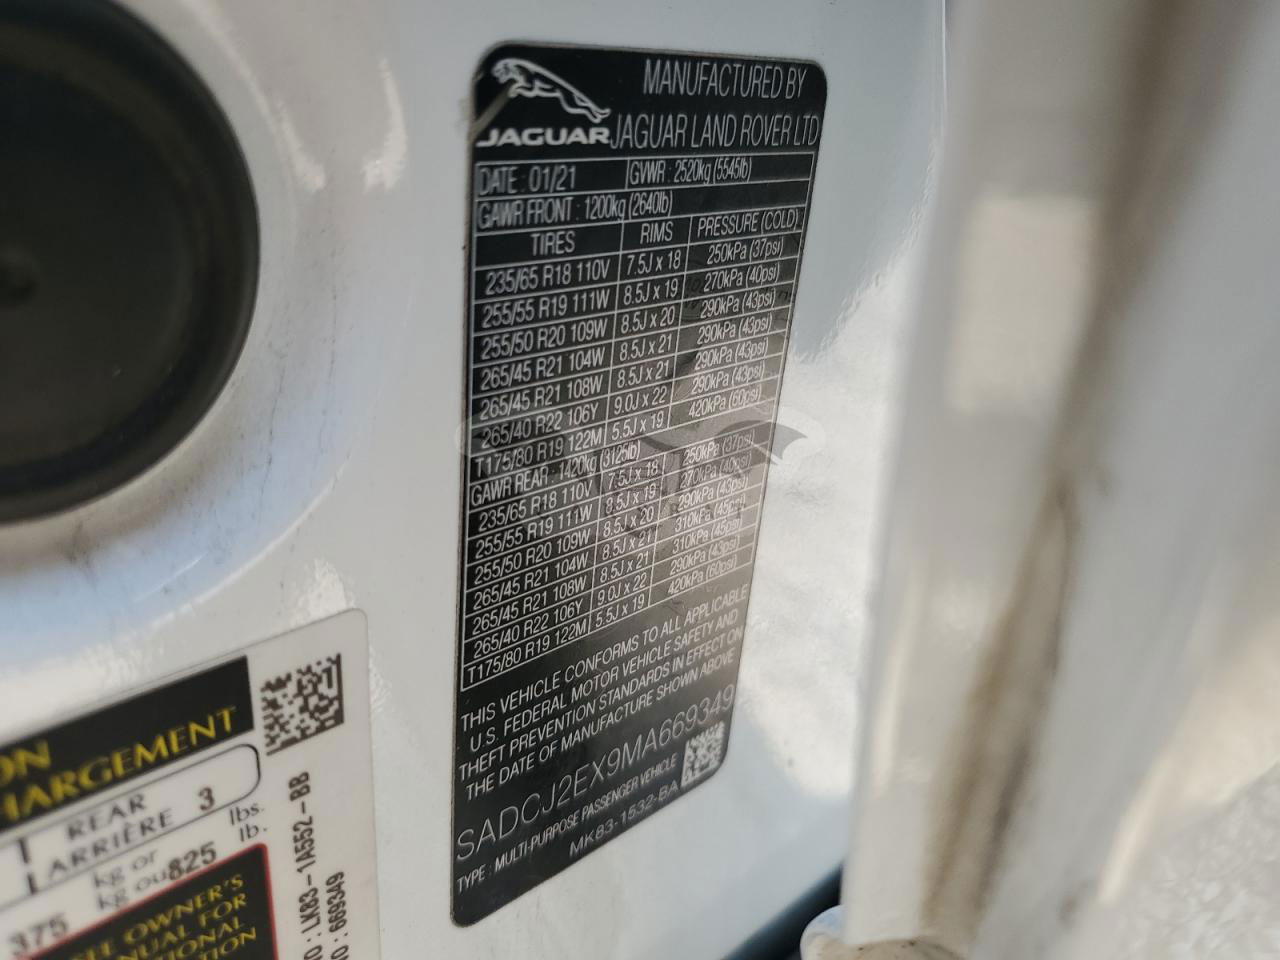 JAGUAR
MANUFACTURED BY
JAGUAR LAND ROVER LTD
DATE : 01/21 GVWR : 2520kg (5545lb)
GAWR FRONT : 1200kg (2640lb)
TIRES RIMS PRESSURE (COLD)
235/65 R18 110V 7.5J x 18 250kPa (37psi)
255/55 R19 111W 8.5J x 19 270kPa (40psi)
255/50 R20 109W 8.5J x 20 290kPa (43psi)
265/45 R21 104W 8.5J x 21 290kPa (43psi)
265/45 R21 108W 8.5J x 21 290kPa (43psi)
265/40 R22 106Y 9.0J x 22 290kPa (43psi)
T175/80 R19 122M 5.5J x 19 420kPa (60psi)
GAWR REAR : 1420kg (3125lb)
235/65 R18 110V 7.5J x 18 250kPa (37psi)
255/55 R19 111W 8.5J x 19 270kPa (40psi)
255/50 R20 109W 8.5J x 20 290kPa (43psi)
265/45 R21 104W 8.5J x 21 310kPa (45psi)
265/45 R21 108W 8.5J x 21 310kPa (45psi)
265/40 R22 106Y 9.0J x 22 290kPa (43psi)
T175/80 R19 122M 5.5J x 19 420kPa (60psi)
THIS VEHICLE CONFORMS TO ALL APPLICABLE
U.S. FEDERAL MOTOR VEHICLE SAFETY AND
THEFT PREVENTION STANDARDS IN EFFECT ON
THE DATE OF MANUFACTURE SHOWN ABOVE
SADCJ2EX9MA669349
TYPE : MULTI-PURPOSE PASSENGER VEHICLE
MK83-1532-BA
ON
HARGEMENT
REAR
ARRIÈRE 3
kg or lbs.
kg ou 825 lb.
375
OWNER'S
FOR
: LK83-1A552-BB
: 669349